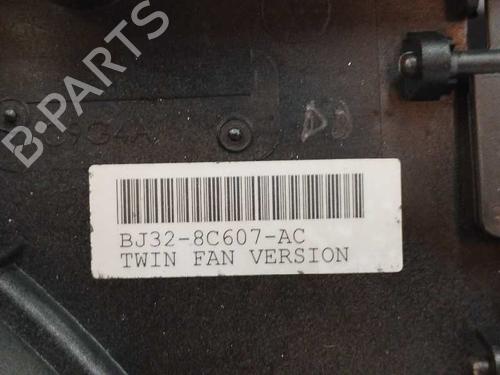 B-PARTS
BJ32-8C607-AC
TWIN FAN VERSION